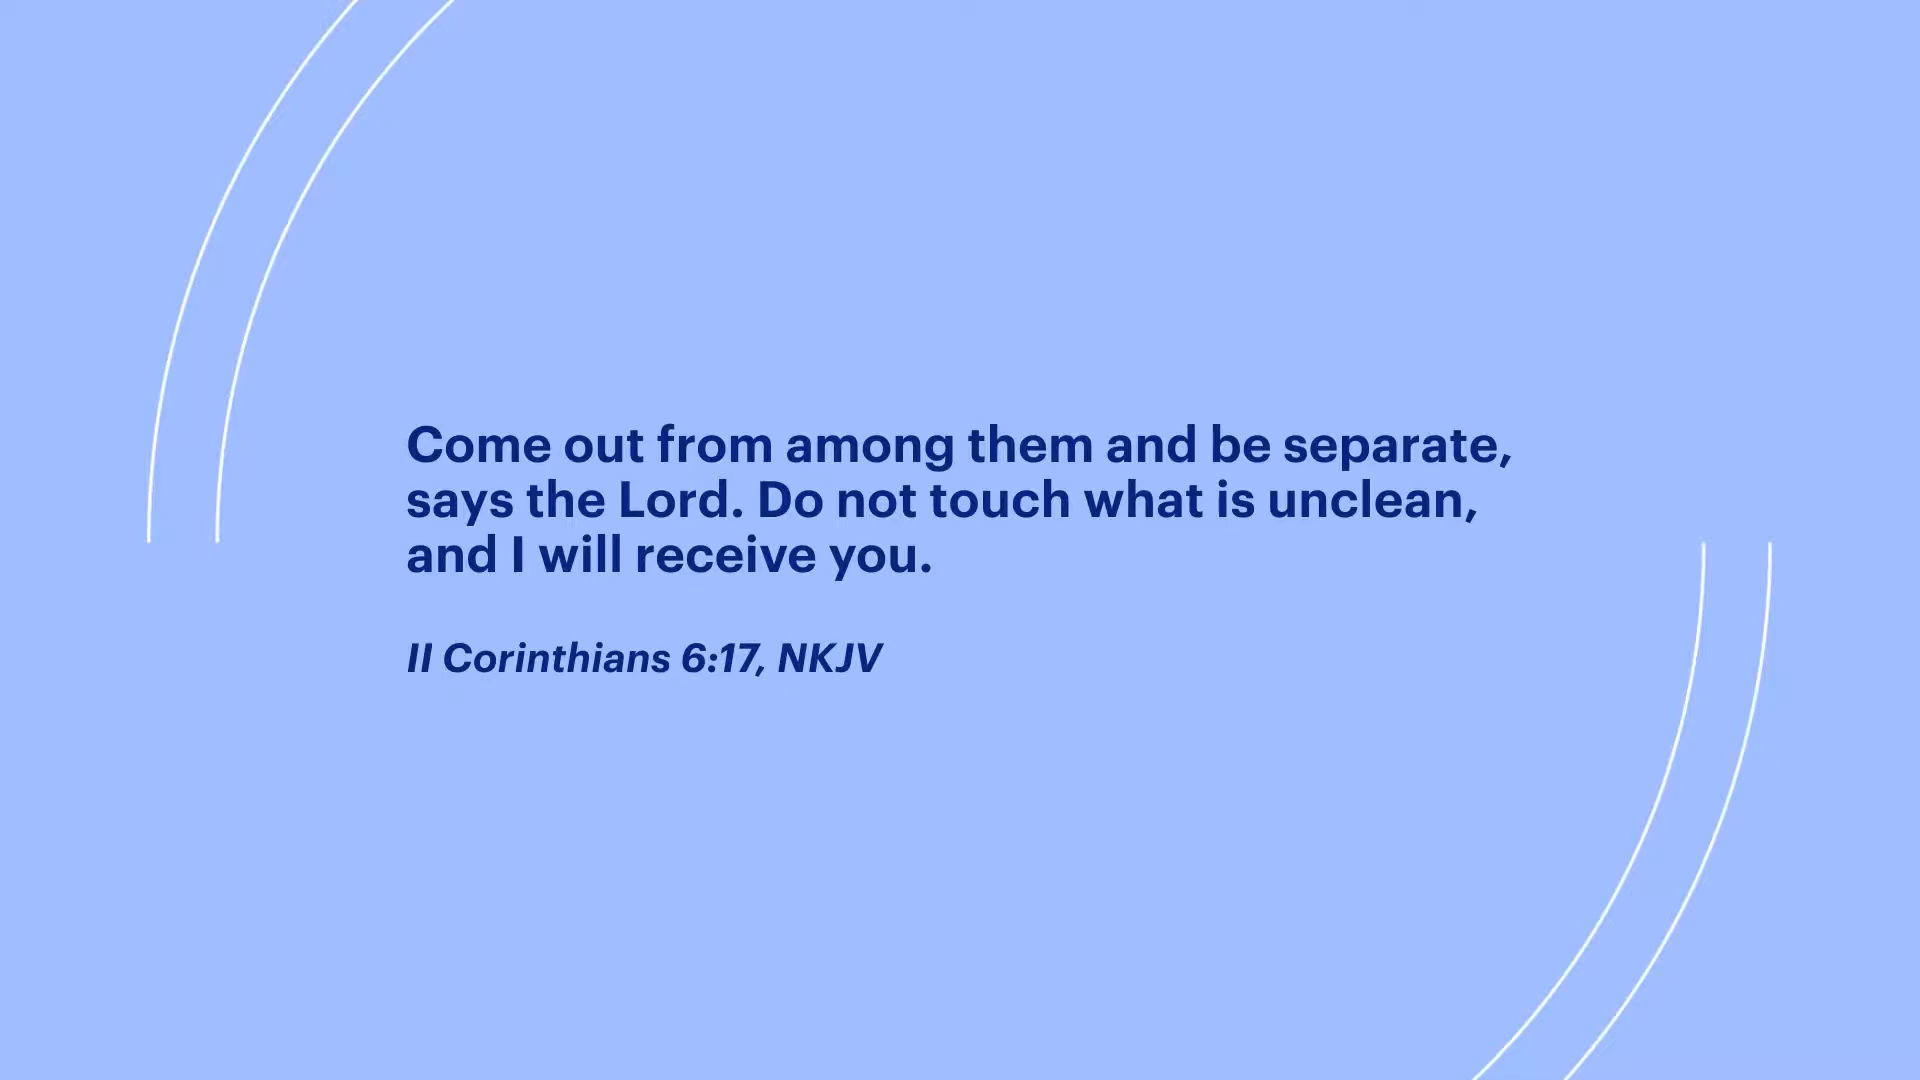 Come out from among them and be separate,
says the Lord. Do not touch what is unclean,
and I will receive you.
II Corinthians 6:17, NKJV